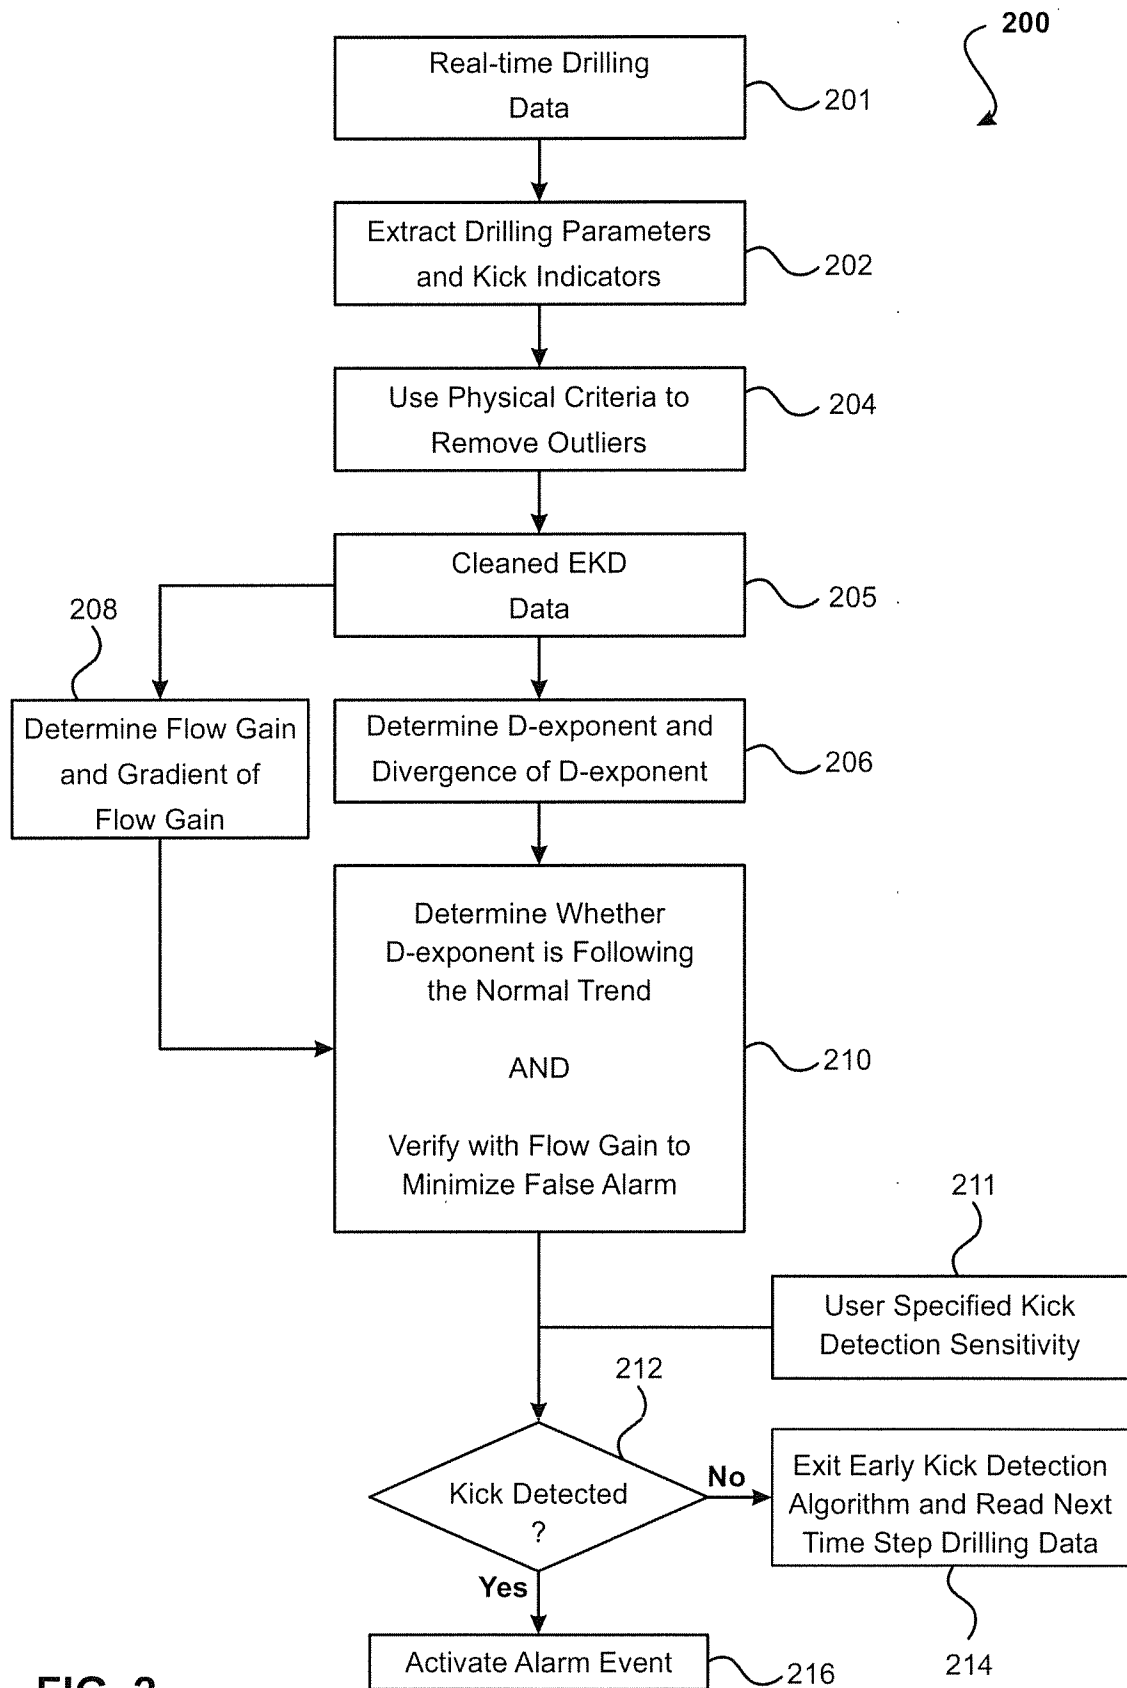 200
Real-time Drilling
Data
201
Extract Drilling Parameters
and Kick Indicators
202
Use Physical Criteria to
Remove Outliers
204
Cleaned EKD
Data
205
208
Determine Flow Gain
and Gradient of
Flow Gain
Determine D-exponent and
Divergence of D-exponent
206
Determine Whether
D-exponent is Following
the Normal Trend
AND
Verify with Flow Gain to
Minimize False Alarm
210
211
User Specified Kick
Detection Sensitivity
212
Kick Detected
?
No
Exit Early Kick Detection
Algorithm and Read Next
Time Step Drilling Data
214
Yes
Activate Alarm Event
216
FIG. 2